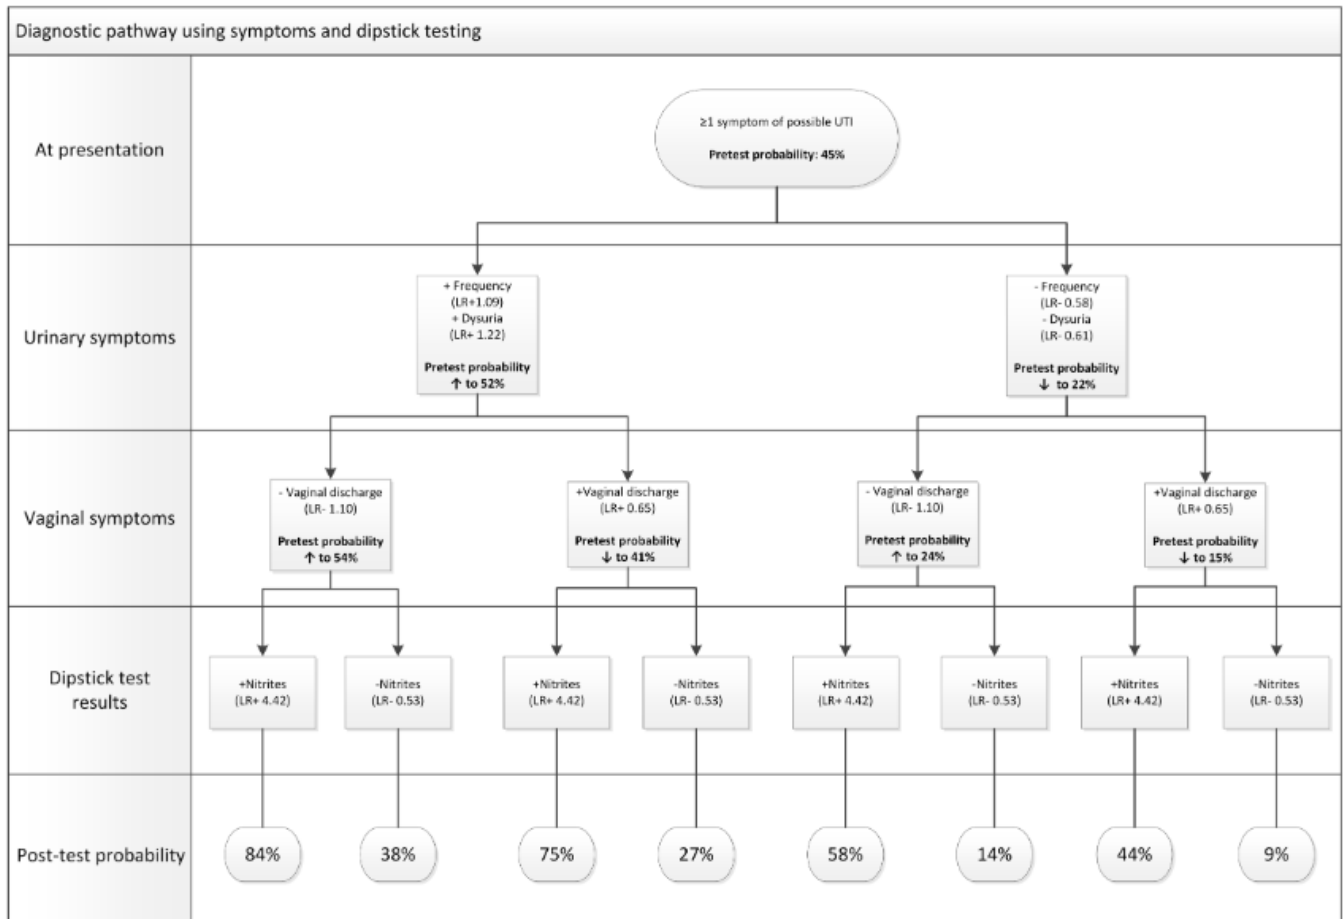 Diagnostic pathway using symptoms and dipstick testing
At presentation
≥1 symptom of possible UTI
Pretest probability: 45%
Urinary symptoms
+ Frequency
(LR+1.09)
+ Dysuria
(LR+ 1.22)
Pretest probability
↑ to 52%
- Frequency
(LR- 0.58)
- Dysuria
(LR- 0.61)
Pretest probability
↓ to 22%
Vaginal symptoms
- Vaginal discharge
(LR- 1.10)
Pretest probability
↑ to 54%
+Vaginal discharge
(LR+ 0.65)
Pretest probability
↓ to 41%
- Vaginal discharge
(LR- 1.10)
Pretest probability
↑ to 24%
+Vaginal discharge
(LR+ 0.65)
Pretest probability
↓ to 15%
Dipstick test
results
+Nitrites
(LR+ 4.42)
-Nitrites
(LR- 0.53)
+Nitrites
(LR+ 4.42)
-Nitrites
(LR- 0.53)
+Nitrites
(LR+ 4.42)
-Nitrites
(LR- 0.53)
+Nitrites
(LR+ 4.42)
-Nitrites
(LR- 0.53)
Post-test probability
84%
38%
75%
27%
58%
14%
44%
9%